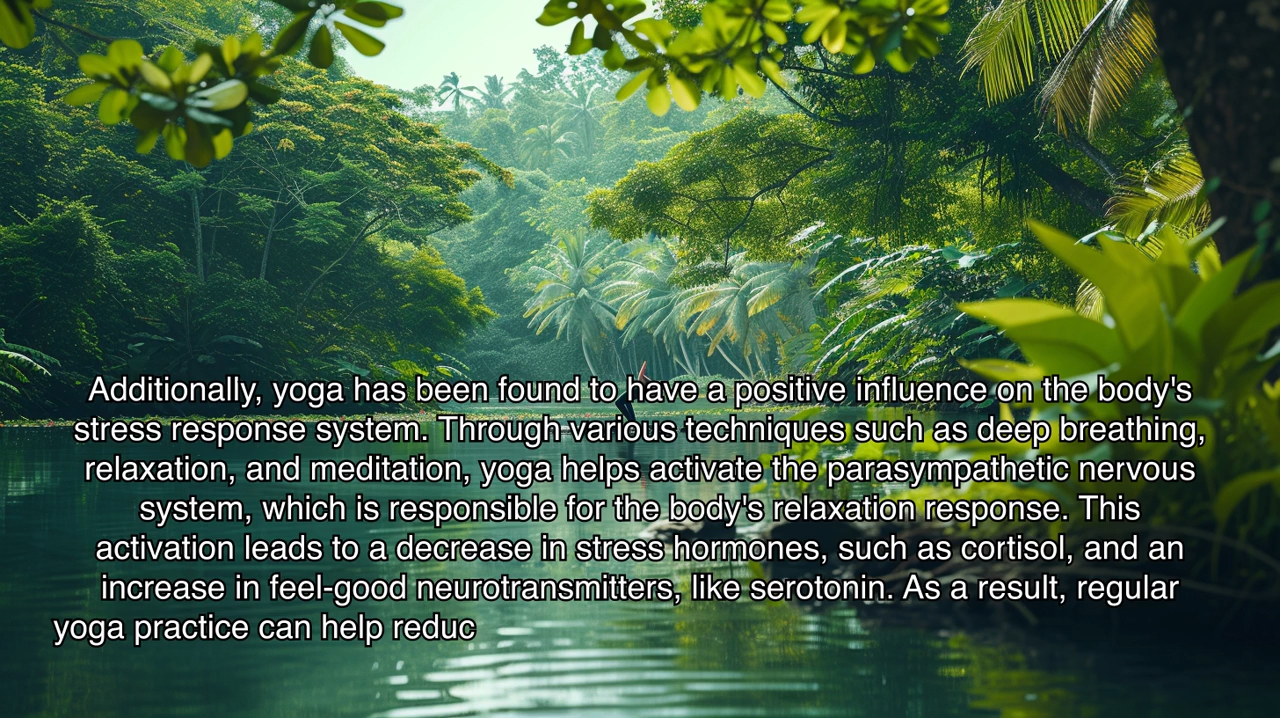 Additionally, yoga has been found to have a positive influence on the body's
stress response system. Through various techniques such as deep breathing,
relaxation, and meditation, yoga helps activate the parasympathetic nervous
system, which is responsible for the body's relaxation response. This
activation leads to a decrease in stress hormones, such as cortisol, and an
increase in feel-good neurotransmitters, like serotonin. As a result, regular
yoga practice can help reduc